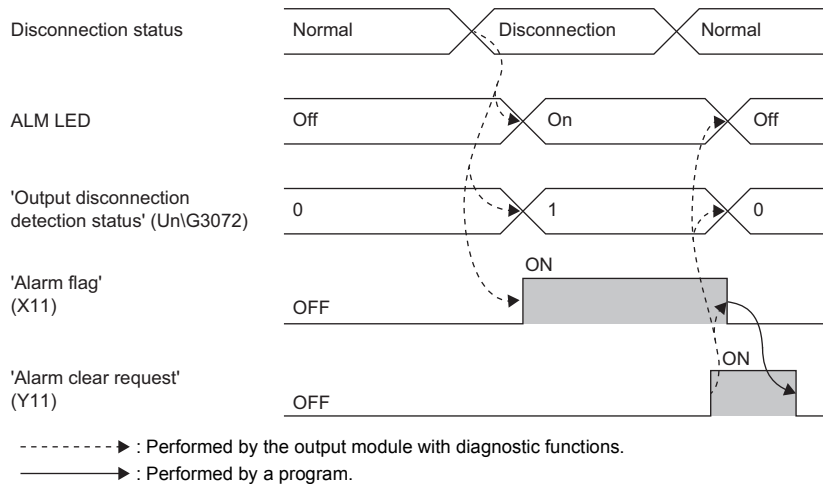 Disconnection status
Normal
Disconnection
Normal
ALM LED
Off
On
Off
'Output disconnection
detection status' (Un\G3072)
0
1
0
'Alarm flag'
(X11)
ON
OFF
'Alarm clear request'
(Y11)
ON
OFF
: Performed by the output module with diagnostic functions.
: Performed by a program.